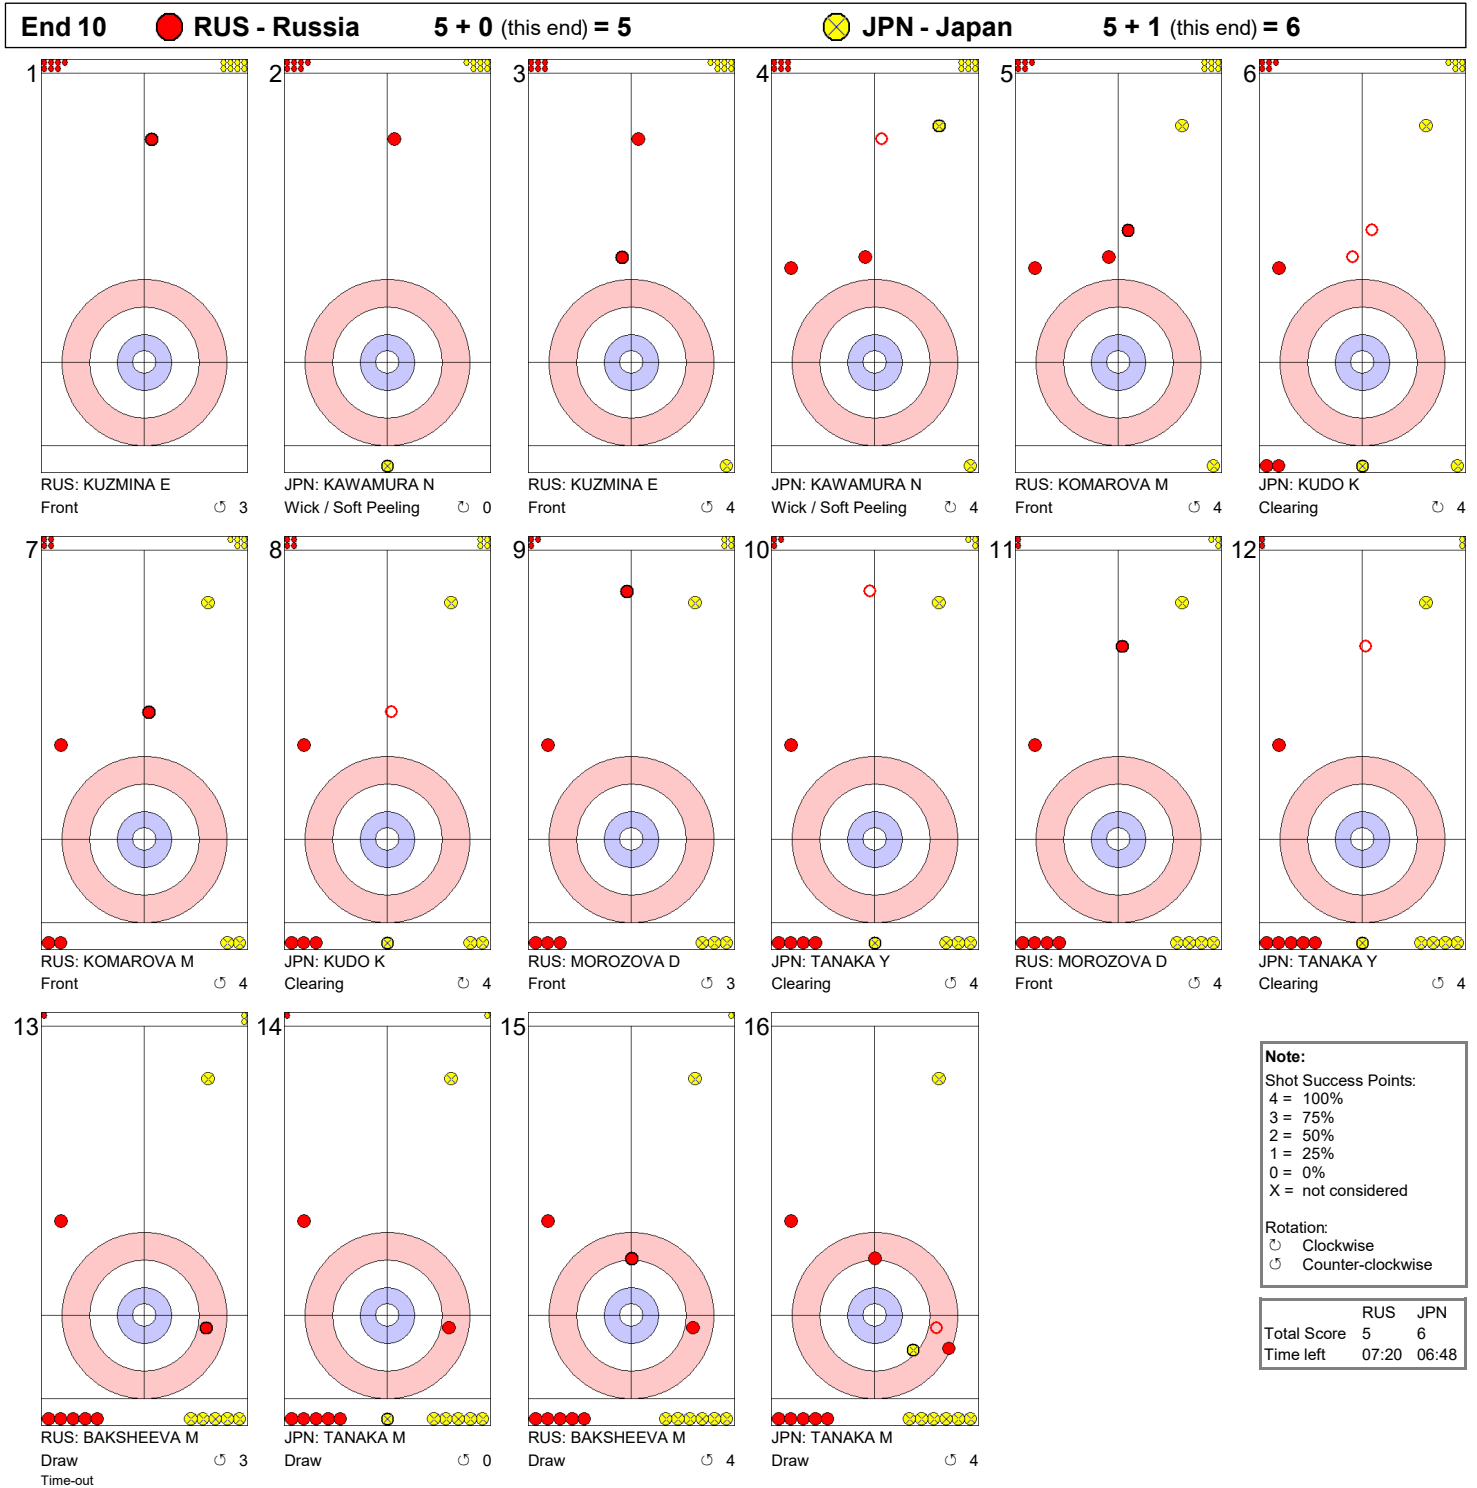 End 10 RUS - Russia 5 + 0 (this end) = 5 JPN - Japan 5 + 1 (this end) = 6
1 2 3 4 5 6
RUS: KUZMINA E JPN: KAWAMURA N RUS: KUZMINA E JPN: KAWAMURA N RUS: KOMAROVA M JPN: KUDO K
Front ↺ 3 Wick / Soft Peeling ↻ 0 Front ↺ 4 Wick / Soft Peeling ↻ 4 Front ↺ 4 Clearing ↻ 4
7 8 9 10 11 12
RUS: KOMAROVA M JPN: KUDO K RUS: MOROZOVA D JPN: TANAKA Y RUS: MOROZOVA D JPN: TANAKA Y
Front ↺ 4 Clearing ↻ 4 Front ↺ 3 Clearing ↺ 4 Front ↺ 4 Clearing ↺ 4
13 14 15 16
RUS: BAKSHEEVA M JPN: TANAKA M RUS: BAKSHEEVA M JPN: TANAKA M
Draw ↺ 3 Draw ↺ 0 Draw ↺ 4 Draw ↺ 4
Time-out
Note:
Shot Success Points:
4 = 100%
3 = 75%
2 = 50%
1 = 25%
0 = 0%
X = not considered
Rotation:
↻ Clockwise
↺ Counter-clockwise
RUS JPN
Total Score 5 6
Time left 07:20 06:48